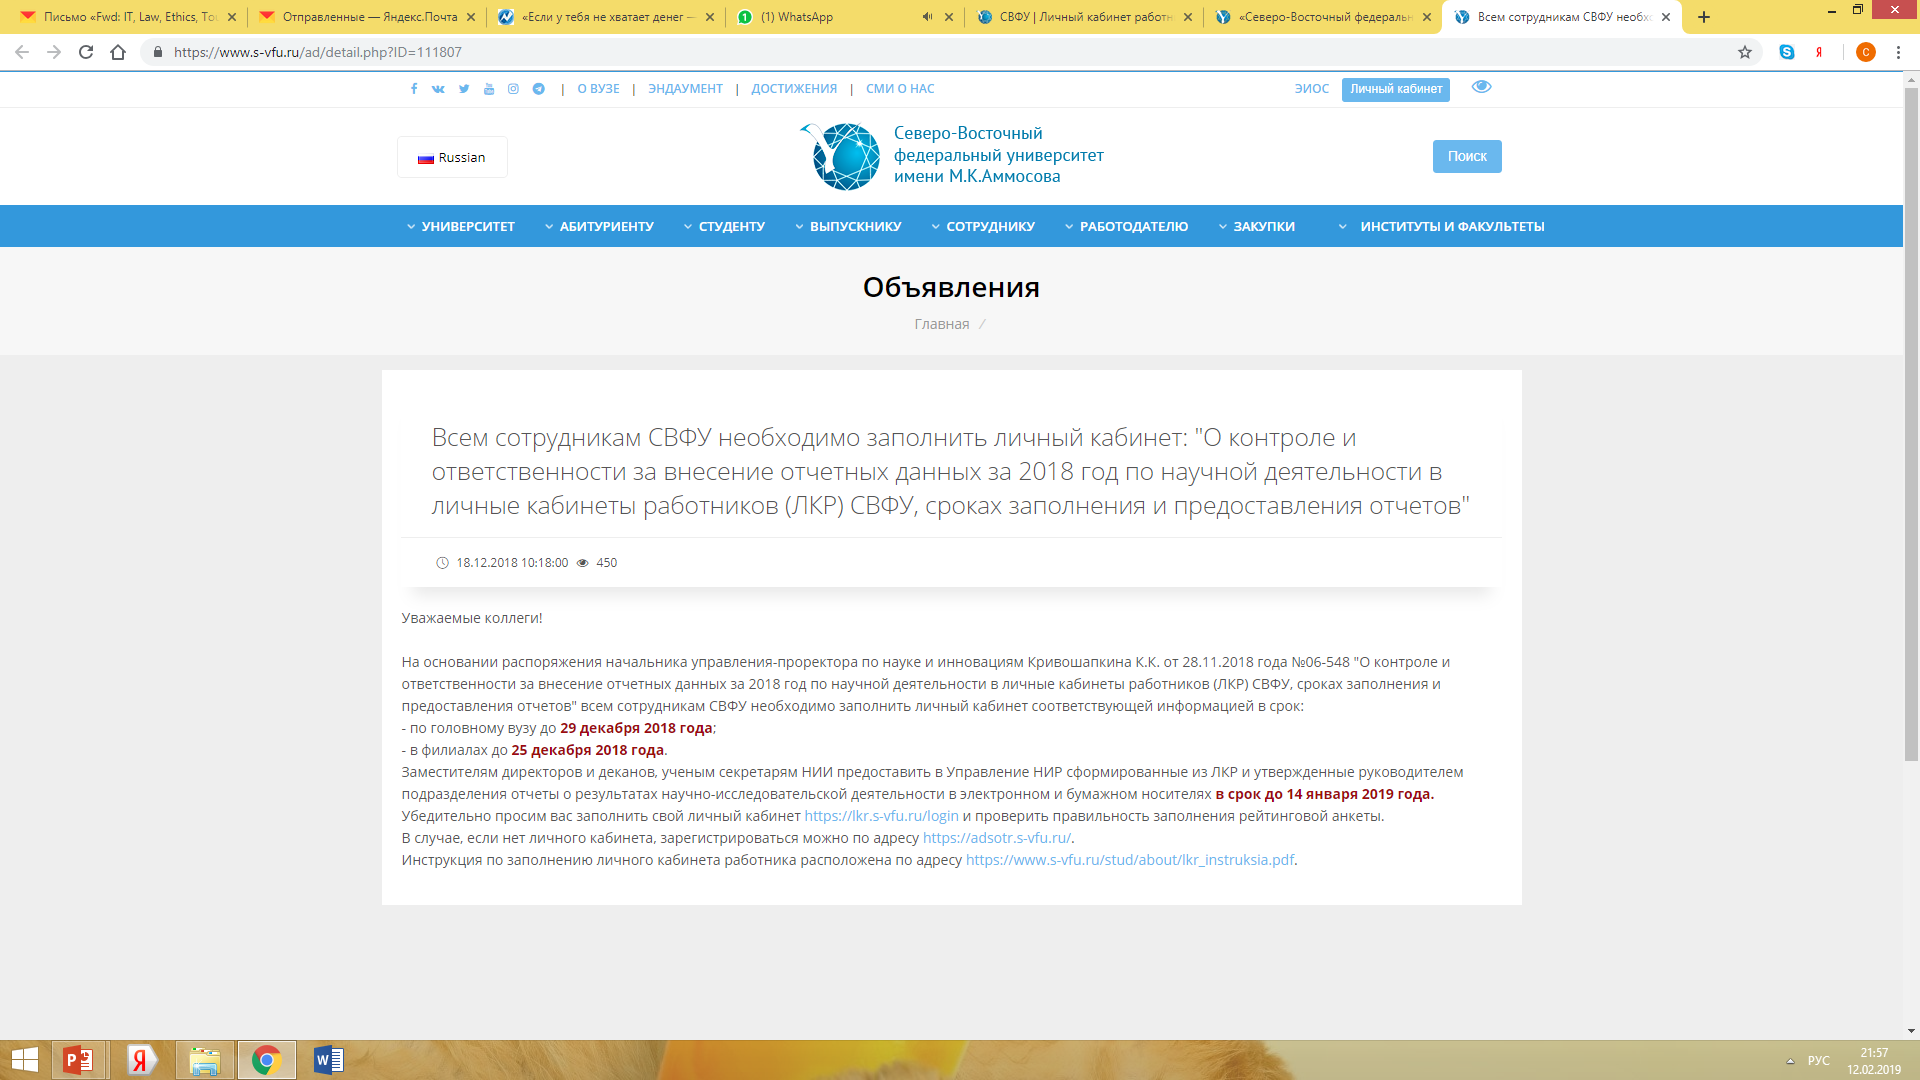 Письмо «Fwd: IT, Law, Ethics, To
Отправленные — Яндекс.Почта
«Если у тебя не хватает денег —
(1) WhatsApp
СВФУ | Личный кабинет работн
«Северо-Восточный федеральн
Всем сотрудникам СВФУ необхо
https://www.s-vfu.ru/ad/detail.php?ID=111807
О ВУЗЕ | ЭНДАУМЕНТ | ДОСТИЖЕНИЯ | СМИ О НАС
ЭИОС
Личный кабинет
Russian
Северо-Восточный
федеральный университет
имени М.К.Аммосова
Поиск
УНИВЕРСИТЕТ АБИТУРИЕНТУ СТУДЕНТУ ВЫПУСКНИКУ СОТРУДНИКУ РАБОТОДАТЕЛЮ ЗАКУПКИ ИНСТИТУТЫ И ФАКУЛЬТЕТЫ
Объявления
Главная /
Всем сотрудникам СВФУ необходимо заполнить личный кабинет: "О контроле и
ответственности за внесение отчетных данных за 2018 год по научной деятельности в
личные кабинеты работников (ЛКР) СВФУ, сроках заполнения и предоставления отчетов"
18.12.2018 10:18:00 450
Уважаемые коллеги!
На основании распоряжения начальника управления-проректора по науке и инновациям Кривошапкина К.К. от 28.11.2018 года №06-548 "О контроле и
ответственности за внесение отчетных данных за 2018 год по научной деятельности в личные кабинеты работников (ЛКР) СВФУ, сроках заполнения и
предоставления отчетов" всем сотрудникам СВФУ необходимо заполнить личный кабинет соответствующей информацией в срок:
- по головному вузу до 29 декабря 2018 года;
- в филиалах до 25 декабря 2018 года.
Заместителям директоров и деканов, ученым секретарям НИИ предоставить в Управление НИР сформированные из ЛКР и утвержденные руководителем
подразделения отчеты о результатах научно-исследовательской деятельности в электронном и бумажном носителях в срок до 14 января 2019 года.
Убедительно просим вас заполнить свой личный кабинет https://lkr.s-vfu.ru/login и проверить правильность заполнения рейтинговой анкеты.
В случае, если нет личного кабинета, зарегистрироваться можно по адресу https://adsotr.s-vfu.ru/.
Инструкция по заполнению личного кабинета работника расположена по адресу https://www.s-vfu.ru/stud/about/lkr_instruksia.pdf.
РУС
21:57
12.02.2019